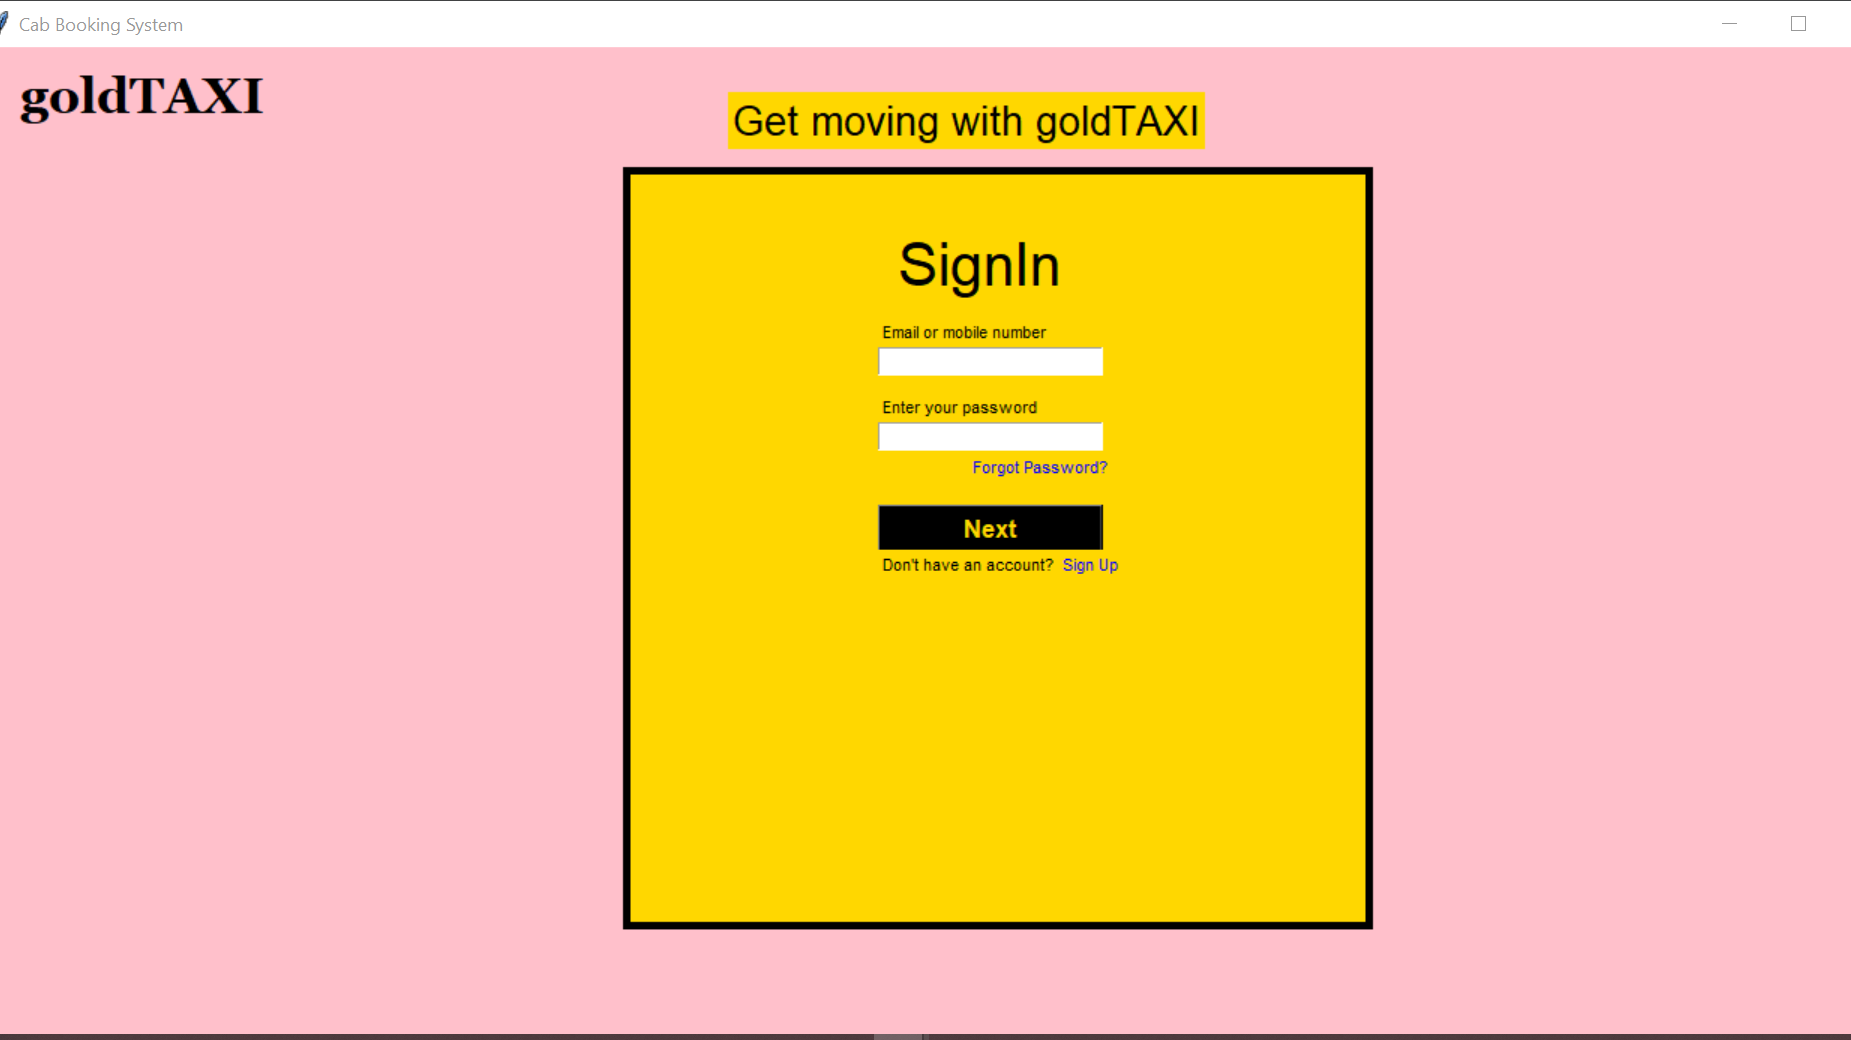 Cab Booking System
goldTAXI
Get moving with goldTAXI
SignIn
Email or mobile number
Enter your password
Forgot Password?
Next
Don't have an account? Sign Up